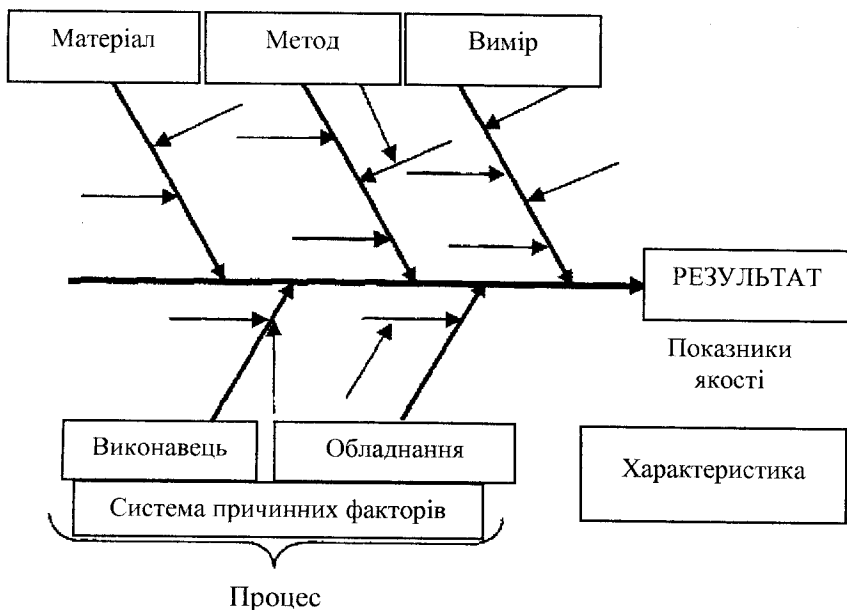 Матеріал
Метод
Вимір
РЕЗУЛЬТАТ
Показники
якості
Виконавець
Обладнання
Характеристика
Система причинних факторів
Процес